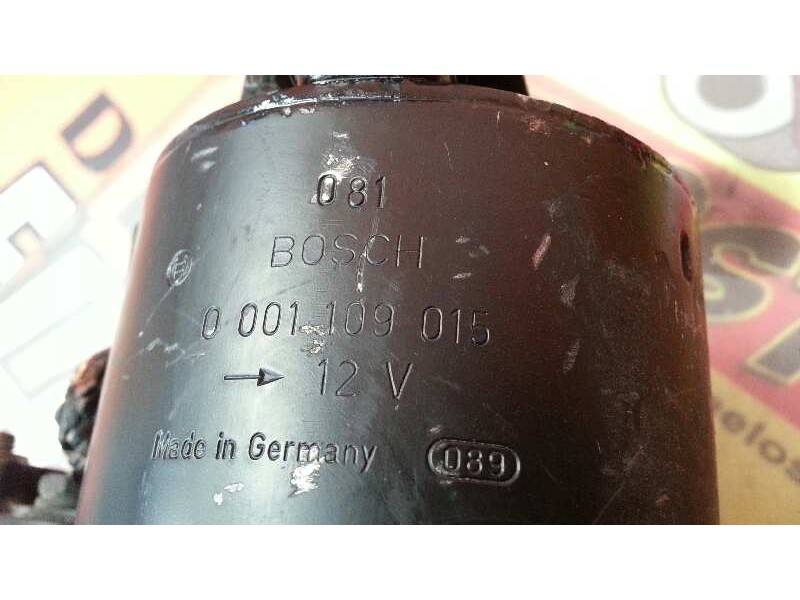 081
BOSCH
0 001 109 015
→ 12 V
Made in Germany 089